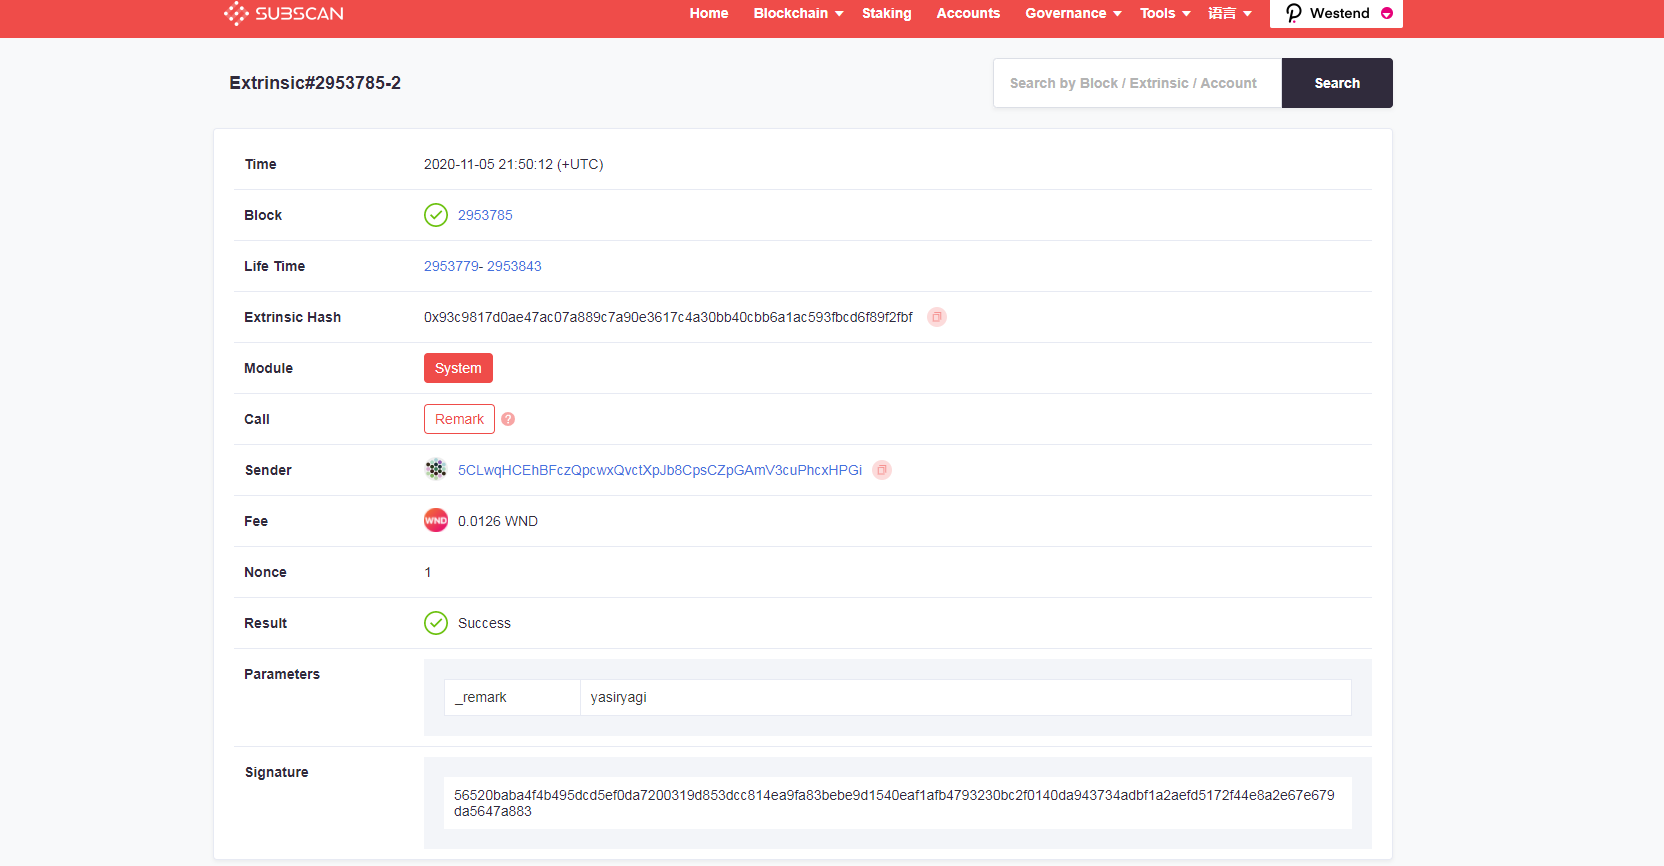 SUBSCAN
Home Blockchain Staking Accounts Governance Tools 语言 Westend
Extrinsic#2953785-2
Search by Block / Extrinsic / Account Search
Time 2020-11-05 21:50:12 (+UTC)
Block 2953785
Life Time 2953779- 2953843
Extrinsic Hash 0x93c9817d0ae47ac07a889c7a90e3617c4a30bb40cbb6a1ac593fbcd6f89f2fbf
Module System
Call Remark ?
Sender 5CLwqHCEhBFczQpcwxQvctXpJb8CpsCZpGAmV3cuPhcxHPGi
Fee WND 0.0126 WND
Nonce 1
Result Success
Parameters
_remark yasiryagi
Signature
56520baba4f4b495dcd5ef0da7200319d853dcc814ea9fa83bebe9d1540eaf1afb4793230bc2f0140da943734adbf1a2aefd5172f44e8a2e67e679
da5647a883